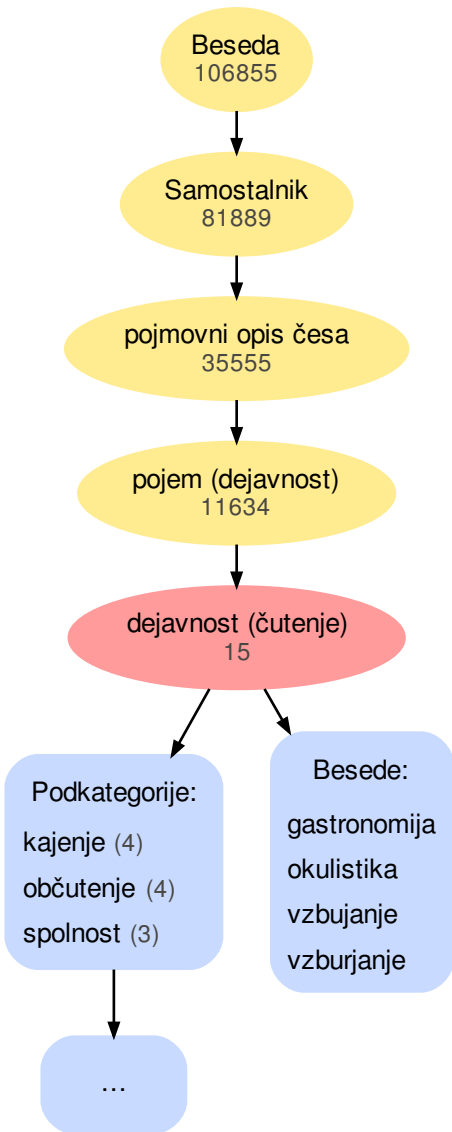 Beseda
106855
Samostalnik
81889
pojmovni opis česa
35555
pojem (dejavnost)
11634
dejavnost (čutenje)
15
Podkategorije:
kajenje (4)
občutenje (4)
spolnost (3)
Besede:
gastronomija
okulistika
vzbujanje
vzburjanje
...